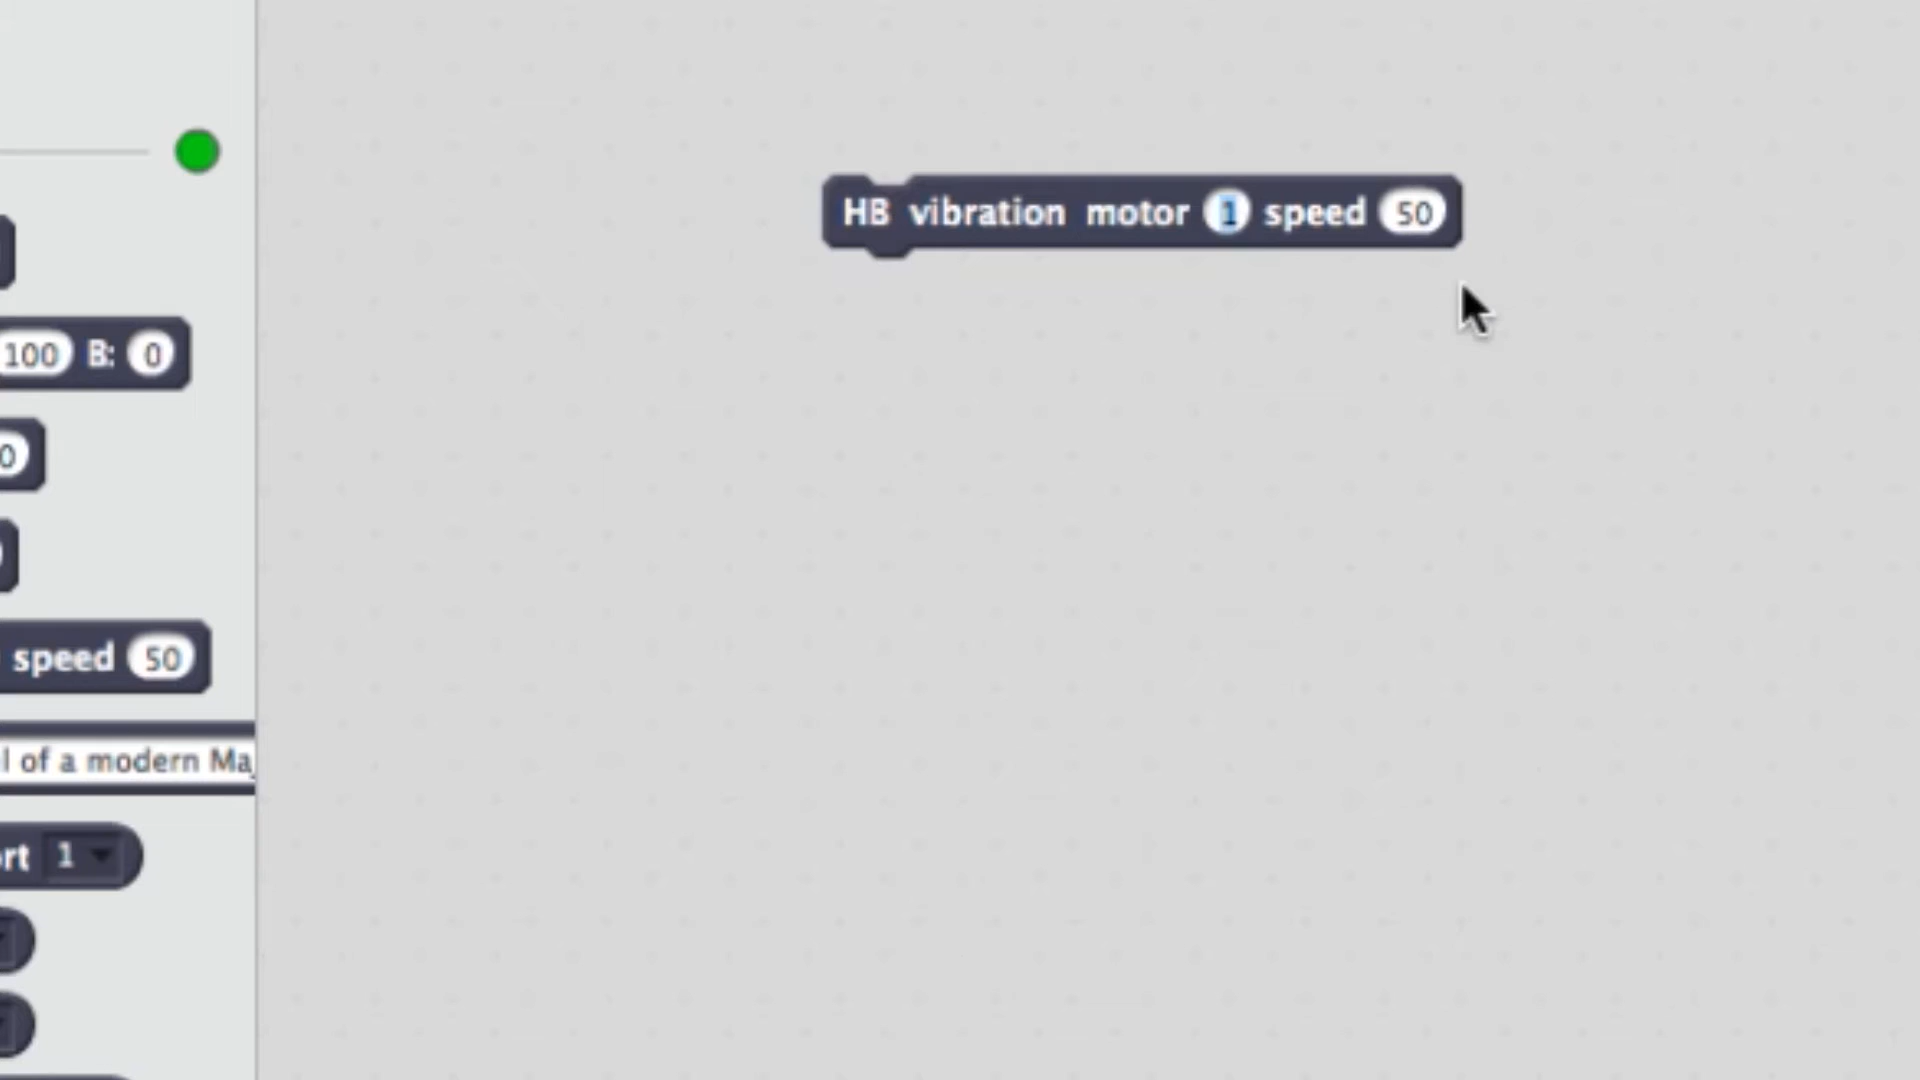 HB vibration motor 1 speed 50
100 B: 0
0
speed 50
l of a modern Ma
rt 1